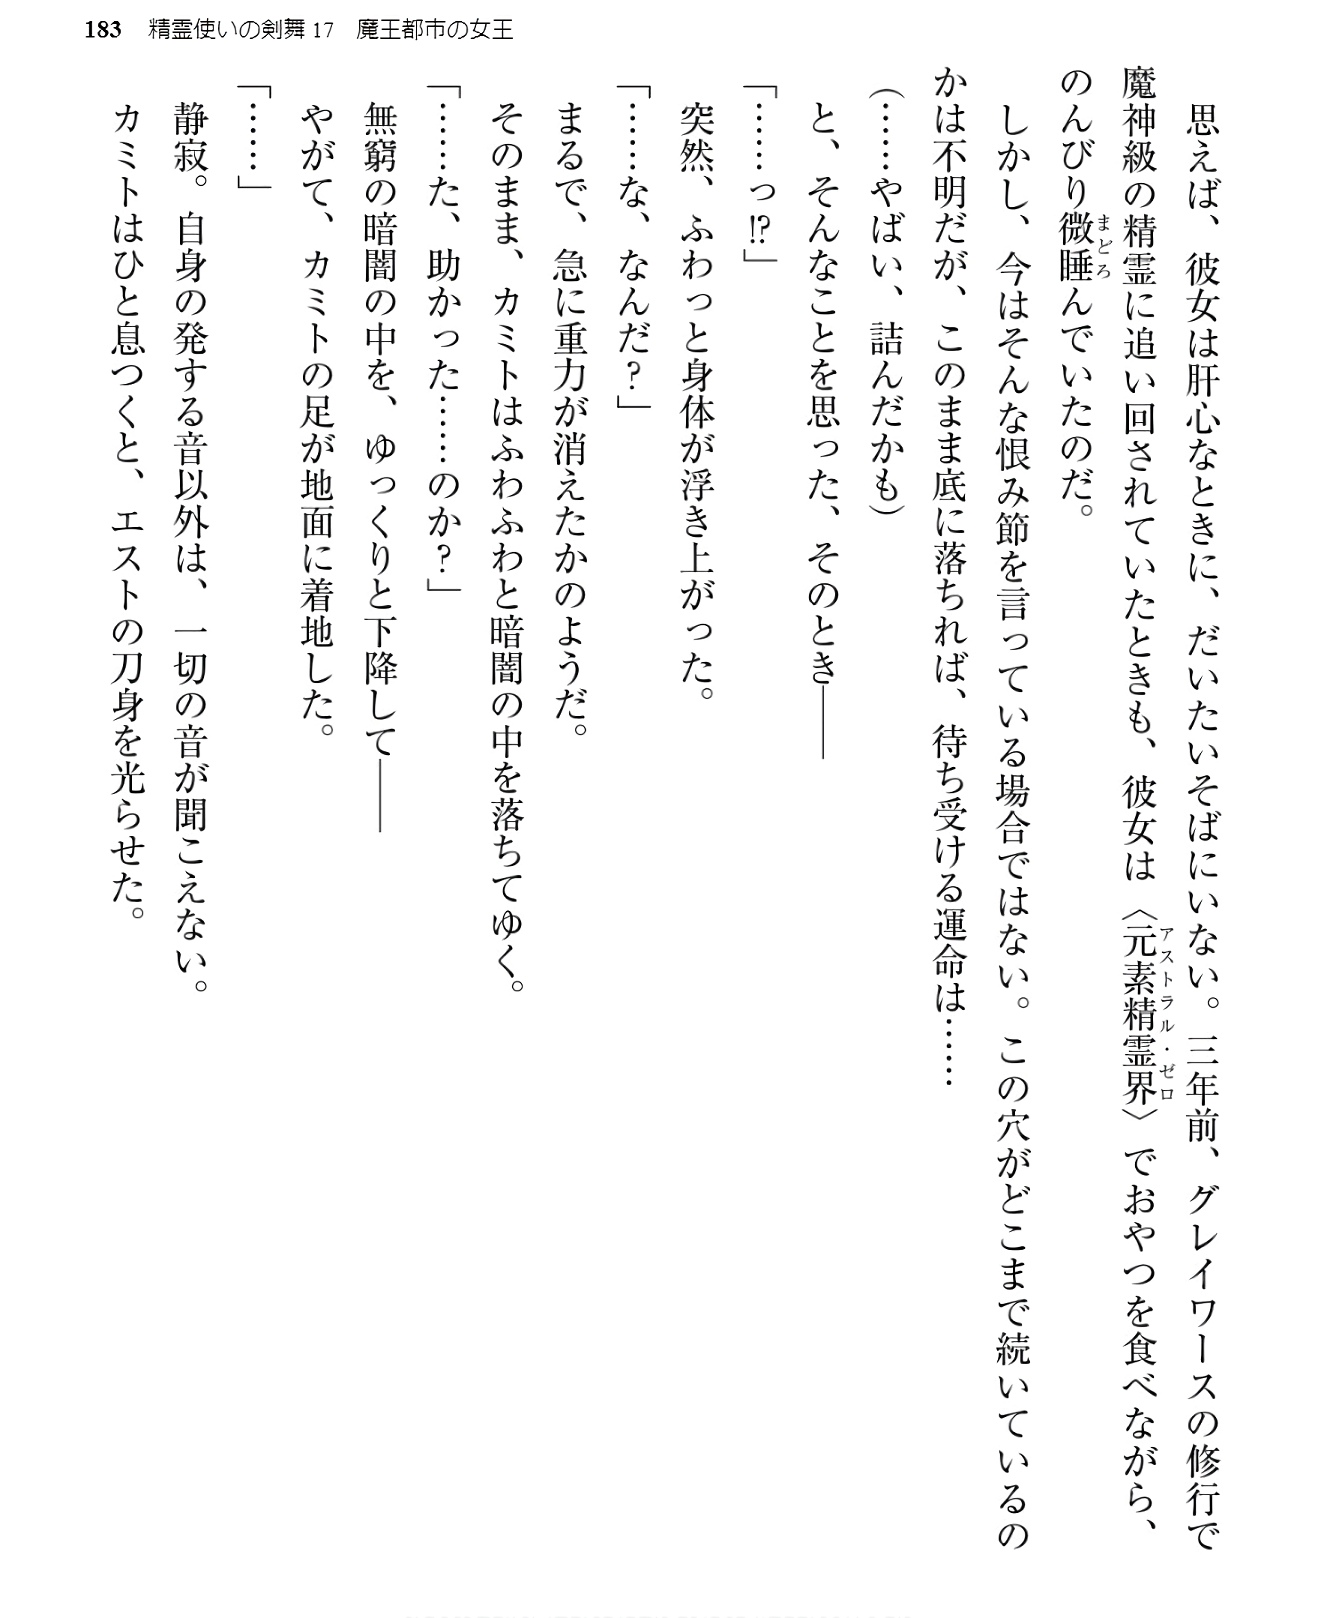 183 精霊使いの剣舞17 魔王都市の女王
思えば、彼女は肝心なときに、だいたいそばにいない。三年前、グレイワースの修行で
魔神級の精霊に追い回されていたときも、彼女は〈元素精霊界〉でおやつを食べながら、
アストラル・ゼロ
のんびり微睡んでいたのだ。
まどろ
しかし、今はそんな恨み節を言っている場合ではない。この穴がどこまで続いているの
かは不明だが、このまま底に落ちれば、待ち受ける運命は……
(……やばい、詰んだかも)
と、そんなことを思った、そのとき——
「……っ!?」
突然、ふわっと身体が浮き上がった。
「……な、なんだ?」
まるで、急に重力が消えたかのようだ。
そのまま、カミトはふわふわと暗闇の中を落ちてゆく。
「……た、助かった……のか?」
無窮の暗闇の中を、ゆっくりと下降して——
やがて、カミトの足が地面に着地した。
「……」
静寂。自身の発する音以外は、一切の音が聞こえない。
カミトはひと息つくと、エストの刀身を光らせた。